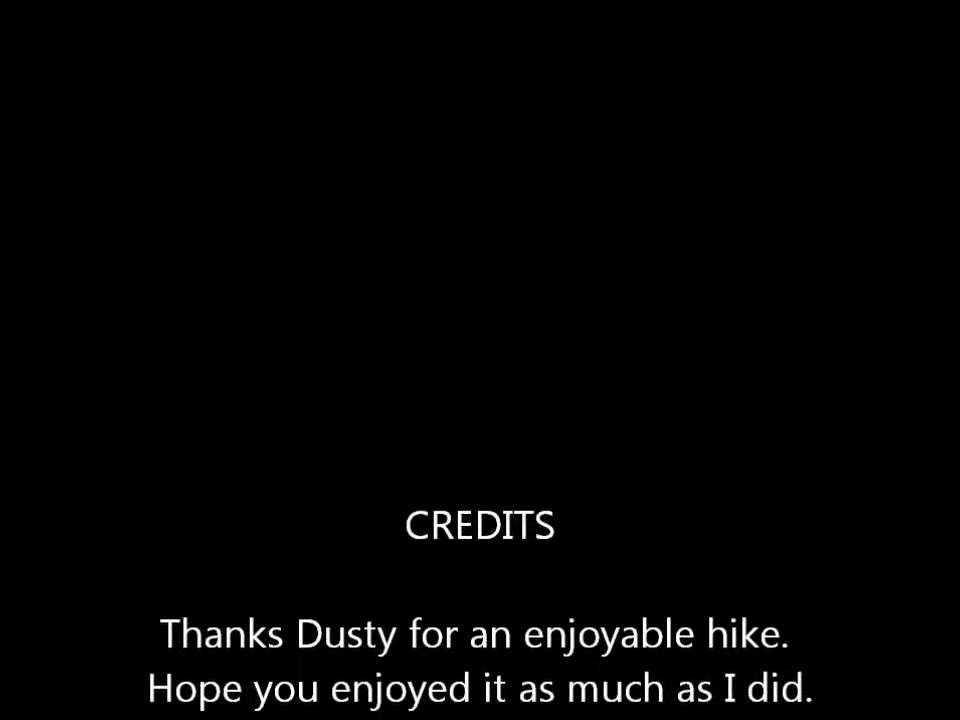 CREDITS
Thanks Dusty for an enjoyable hike.
Hope you enjoyed it as much as I did.